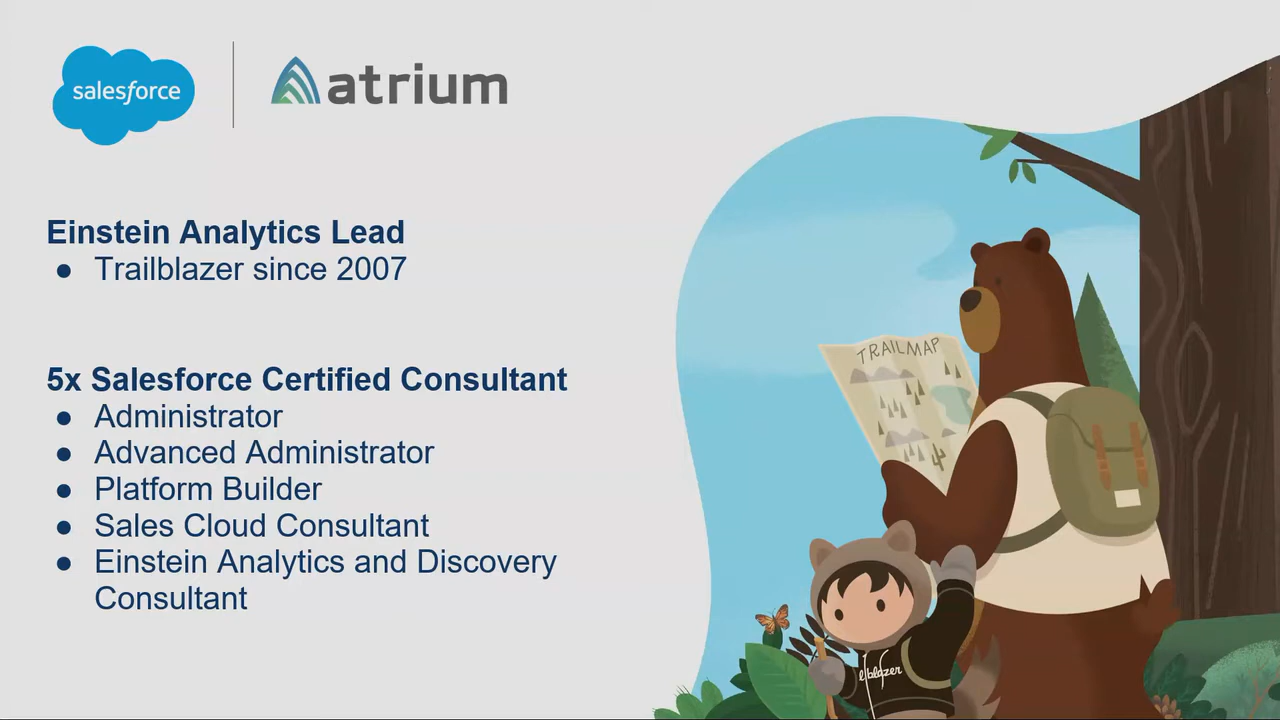 salesforce
atrium
Einstein Analytics Lead
● Trailblazer since 2007
5x Salesforce Certified Consultant
● Administrator
● Advanced Administrator
● Platform Builder
● Sales Cloud Consultant
● Einstein Analytics and Discovery
Consultant
TRAILMAP